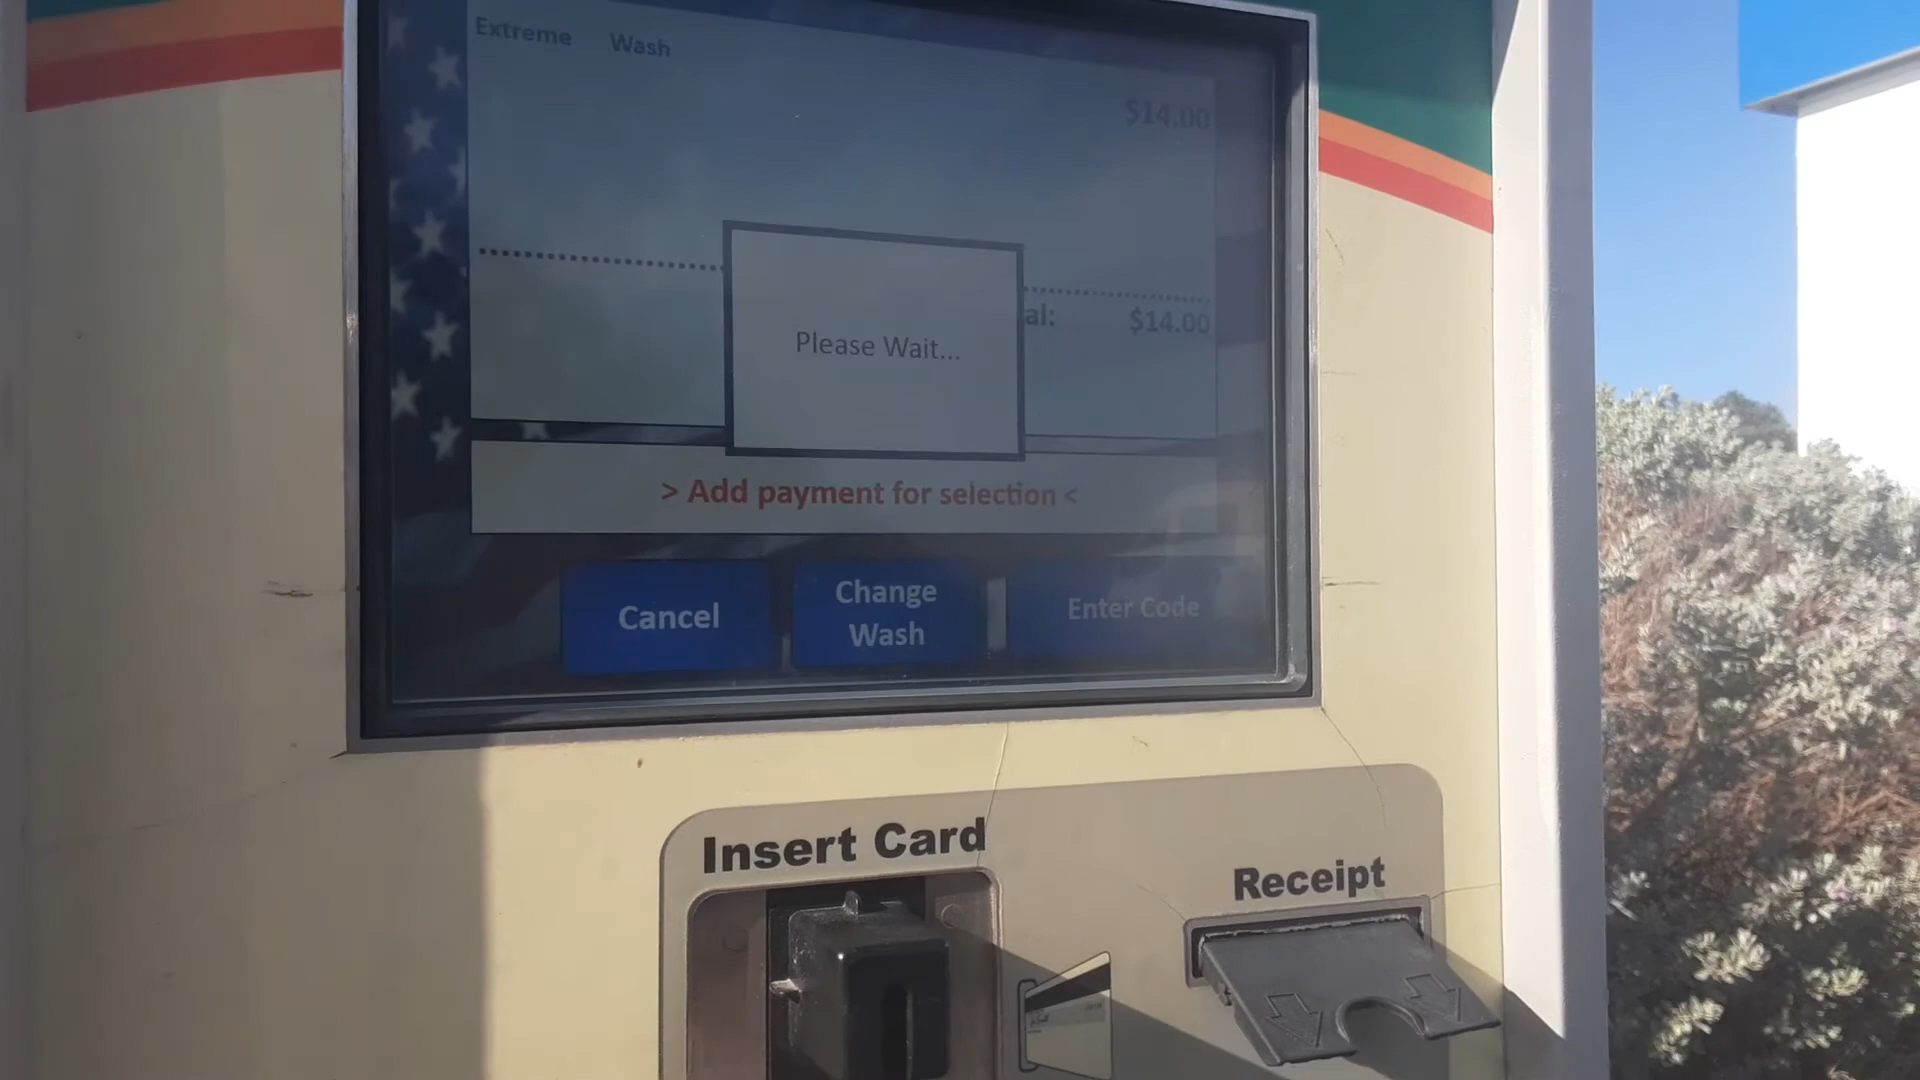 Extreme Wash
$14.00
al: $14.00
Please Wait...
> Add payment for selection <
Cancel
Change
Wash
Enter Code
Insert Card
Receipt